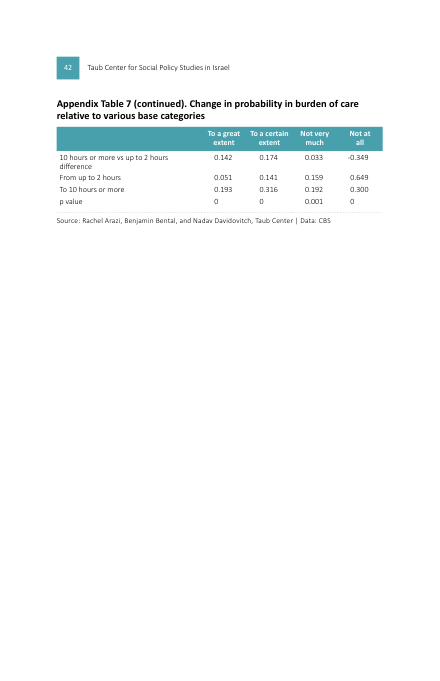 42 Taub Center for Social Policy Studies in Israel
Appendix Table 7 (continued). Change in probability in burden of care
relative to various base categories
To a great extent To a certain extent Not very much Not at all
10 hours or more vs up to 2 hours difference 0.142 0.174 0.033 -0.349
From up to 2 hours 0.051 0.141 0.159 0.649
To 10 hours or more 0.193 0.316 0.192 0.300
p value 0 0 0.001 0
Source: Rachel Arazi, Benjamin Bental, and Nadav Davidovitch, Taub Center | Data: CBS